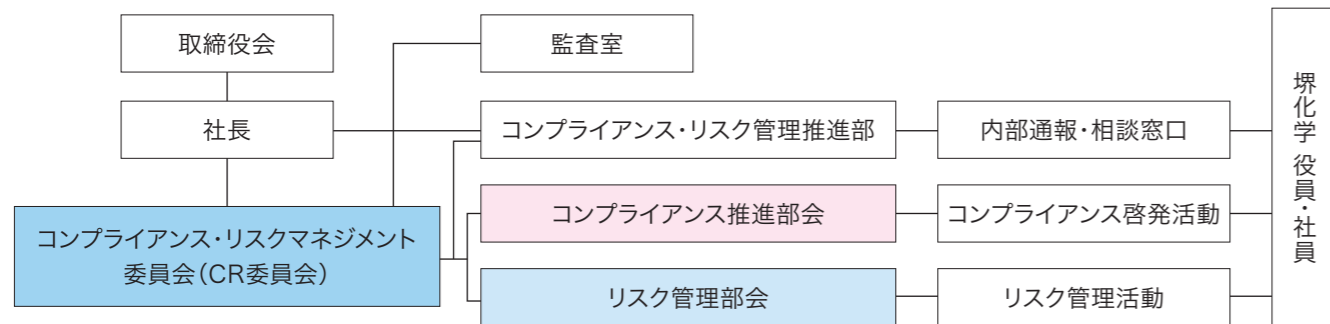 取締役会
監査室
社長
コンプライアンス・リスク管理推進部
内部通報・相談窓口
コンプライアンス・リスクマネジメント
委員会(CR委員会)
コンプライアンス推進部会
コンプライアンス啓発活動
リスク管理部会
リスク管理活動
堺化学 役員・社員